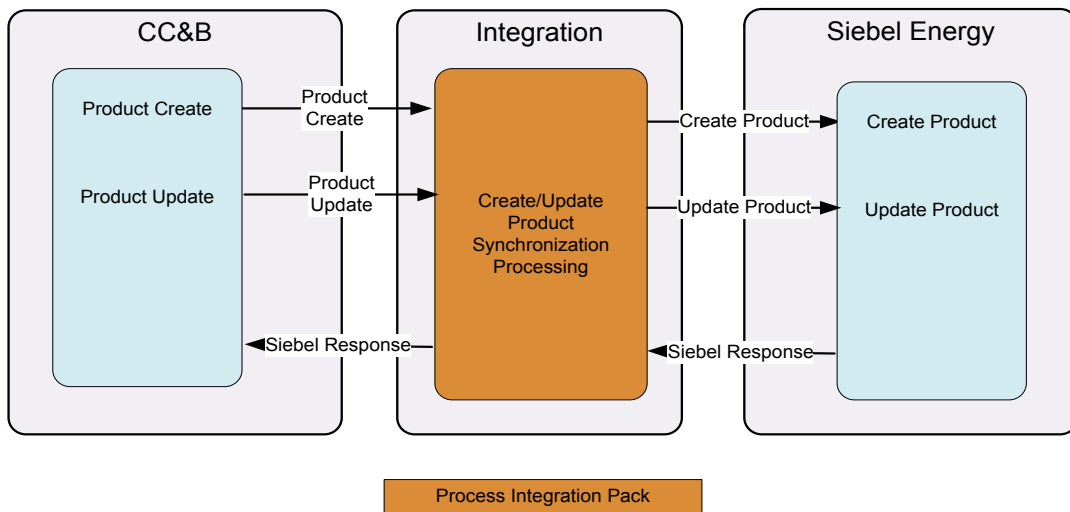 CC&B
Integration
Siebel Energy
Product Create
Product
Create
Create Product
Create Product
Product Update
Product
Update
Create/Update
Product
Synchronization
Processing
Update Product
Update Product
Siebel Response
Siebel Response
Process Integration Pack